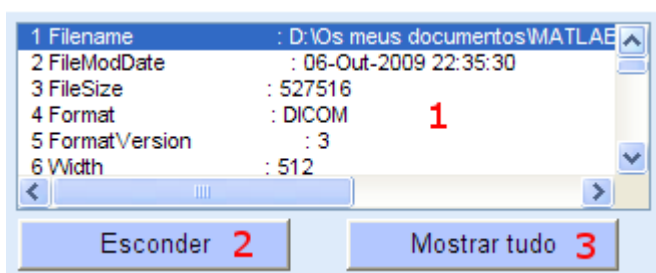 1 Filename : D:\Os meus documentos\MATLAB
2 FileModDate : 06-Out-2009 22:35:30
3 FileSize : 527516
4 Format : DICOM
1
5 FormatVersion : 3
6 Width : 512
Esconder 2
Mostrar tudo 3